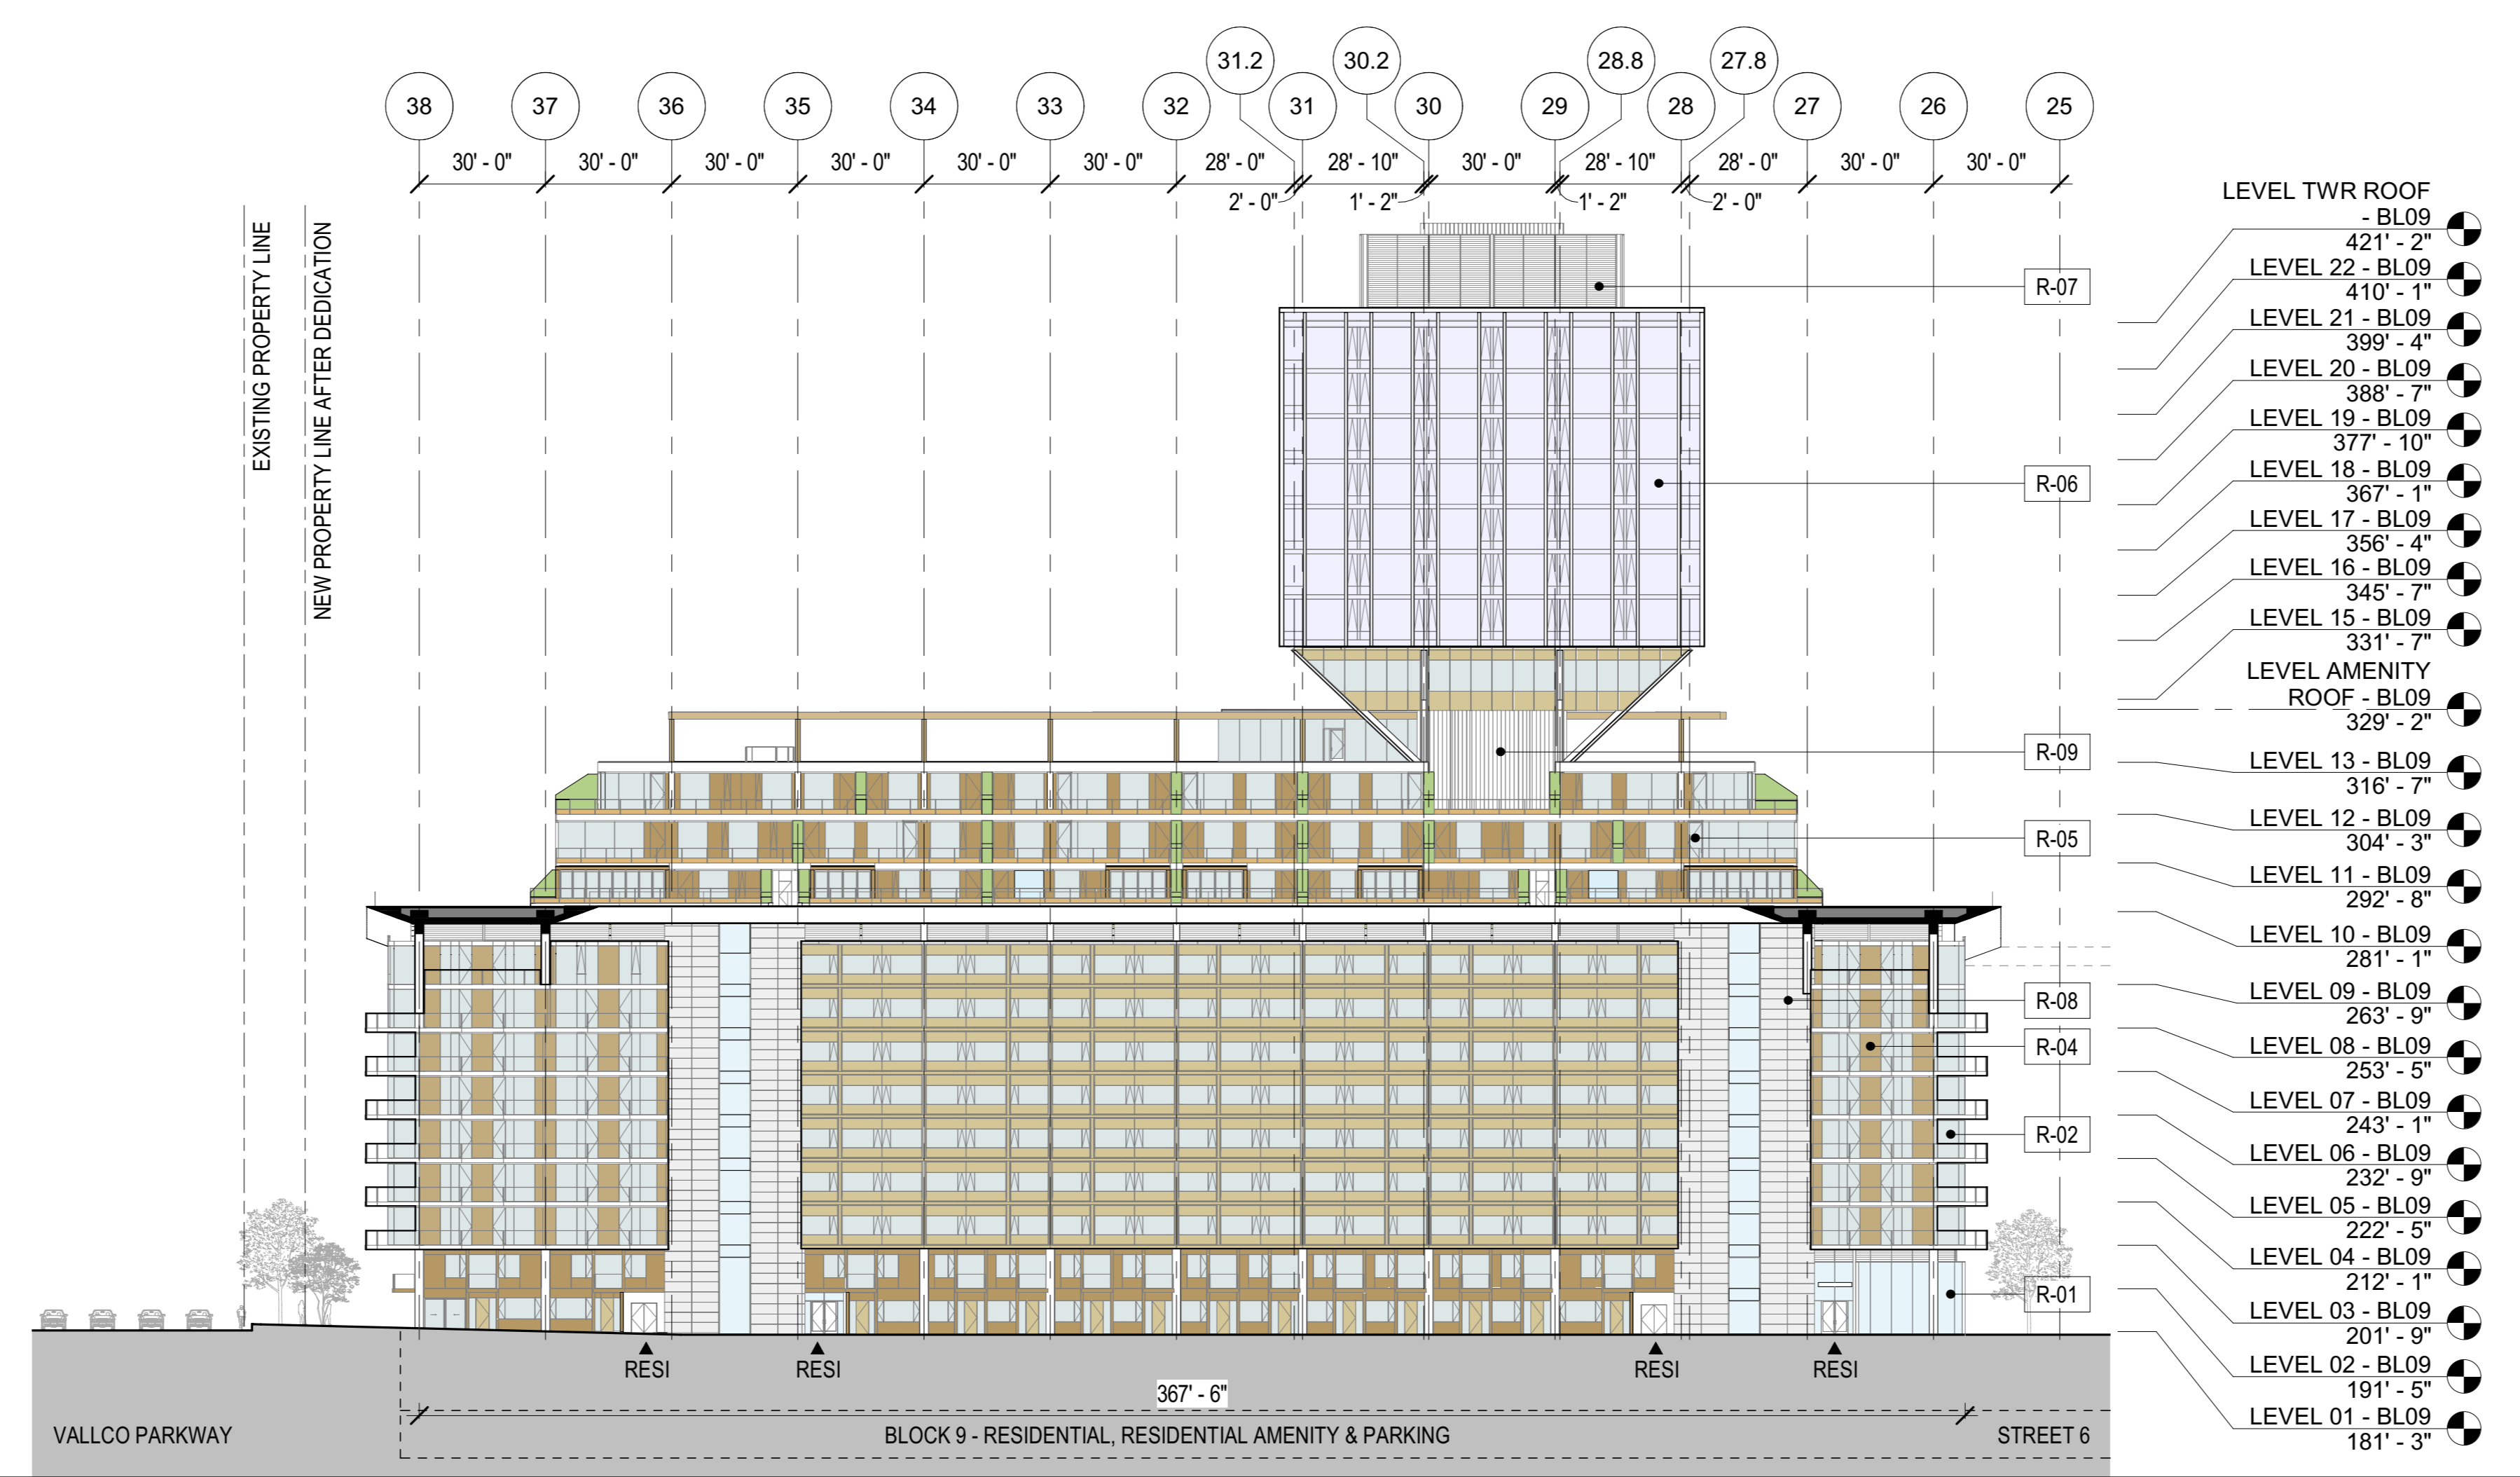 31.2
30.2
28.8
27.8
38
37
36
35
34
33
32
31
30
29
28
27
26
25
30' - 0"
30' - 0"
30' - 0"
30' - 0"
30' - 0"
30' - 0"
28' - 0"
28' - 10"
30' - 0"
28' - 10"
28' - 0"
30' - 0"
30' - 0"
2' - 0"
1' - 2"
1' - 2"
2' - 0"
EXISTING PROPERTY LINE
NEW PROPERTY LINE AFTER DEDICATION
R-07
R-06
R-09
R-05
R-08
R-04
R-02
R-01
LEVEL TWR ROOF
- BL09
421' - 2"
LEVEL 22 - BL09
410' - 1"
LEVEL 21 - BL09
399' - 4"
LEVEL 20 - BL09
388' - 7"
LEVEL 19 - BL09
377' - 10"
LEVEL 18 - BL09
367' - 1"
LEVEL 17 - BL09
356' - 4"
LEVEL 16 - BL09
345' - 7"
LEVEL 15 - BL09
331' - 7"
LEVEL AMENITY
ROOF - BL09
329' - 2"
LEVEL 13 - BL09
316' - 7"
LEVEL 12 - BL09
304' - 3"
LEVEL 11 - BL09
292' - 8"
LEVEL 10 - BL09
281' - 1"
LEVEL 09 - BL09
263' - 9"
LEVEL 08 - BL09
253' - 5"
LEVEL 07 - BL09
243' - 1"
LEVEL 06 - BL09
232' - 9"
LEVEL 05 - BL09
222' - 5"
LEVEL 04 - BL09
212' - 1"
LEVEL 03 - BL09
201' - 9"
LEVEL 02 - BL09
191' - 5"
LEVEL 01 - BL09
181' - 3"
RESI
RESI
RESI
RESI
367' - 6"
VALLCO PARKWAY
BLOCK 9 - RESIDENTIAL, RESIDENTIAL AMENITY & PARKING
STREET 6